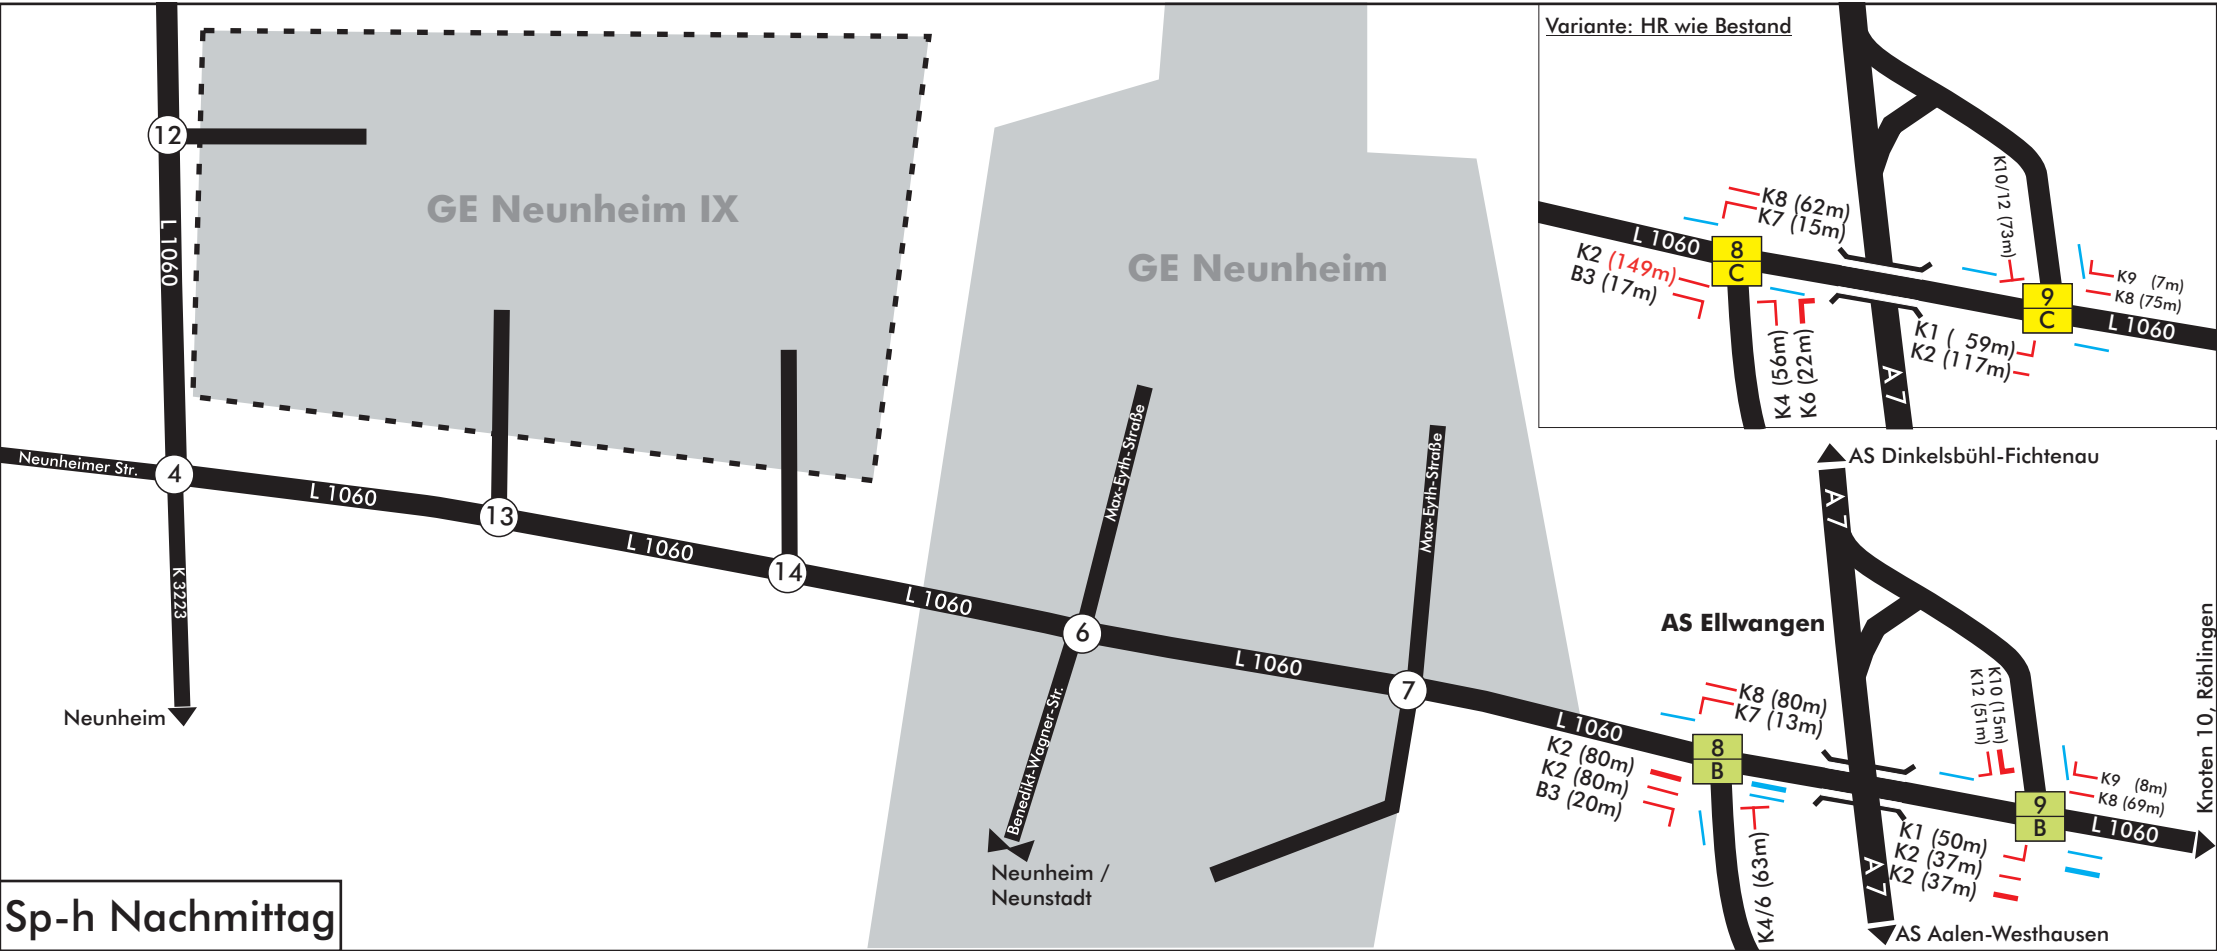 Variante: HR wie Bestand
K8 (62m)
K7 (15m)
L 1060
K2 (149m)
B3 (17m)
8
C
K4 (56m)
K6 (22m)
K10/12 (73m)
K9 (7m)
K8 (75m)
9
C
L 1060
K1 ( 59m)
K2 (117m)
A 7
12
L 1060
GE Neunheim IX
GE Neunheim
Neunheimer Str.
4
L 1060
13
L 1060
14
L 1060
K 3223
Neunheim
Max-Eyth-Straße
6
Benedikt-Wagner-Str.
Neunheim /
Neunstadt
L 1060
Max-Eyth-Straße
7
L 1060
AS Dinkelsbühl-Fichtenau
A 7
AS Ellwangen
K8 (80m)
K7 (13m)
K2 (80m)
K2 (80m)
B3 (20m)
8
B
K4/6 (63m)
K10 (15m)
K12 (51m)
K9 (8m)
K8 (69m)
9
B
L 1060
K1 (50m)
K2 (37m)
K2 (37m)
A 7
AS Aalen-Westhausen
Knoten 10, Röhlingen
Sp-h Nachmittag